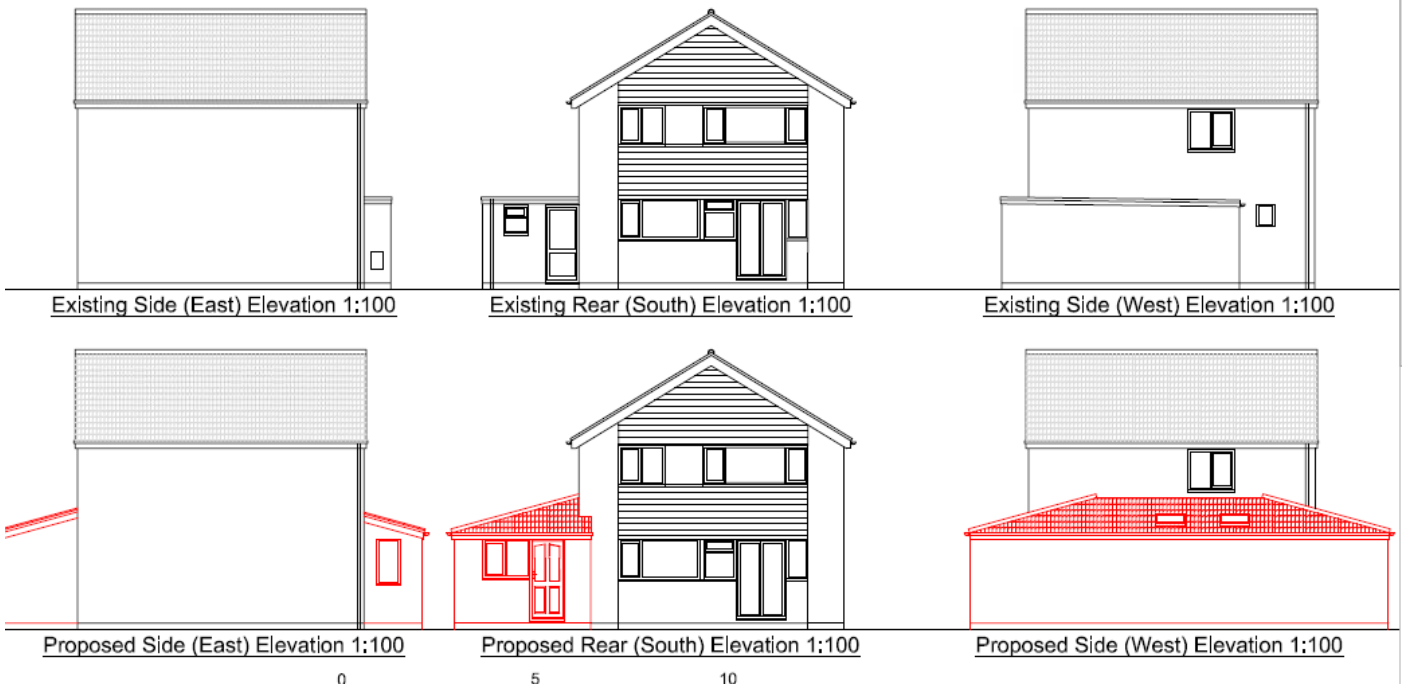 Existing Side (East) Elevation 1:100
Existing Rear (South) Elevation 1:100
Existing Side (West) Elevation 1:100
Proposed Side (East) Elevation 1:100
Proposed Rear (South) Elevation 1:100
Proposed Side (West) Elevation 1:100
0 5 10